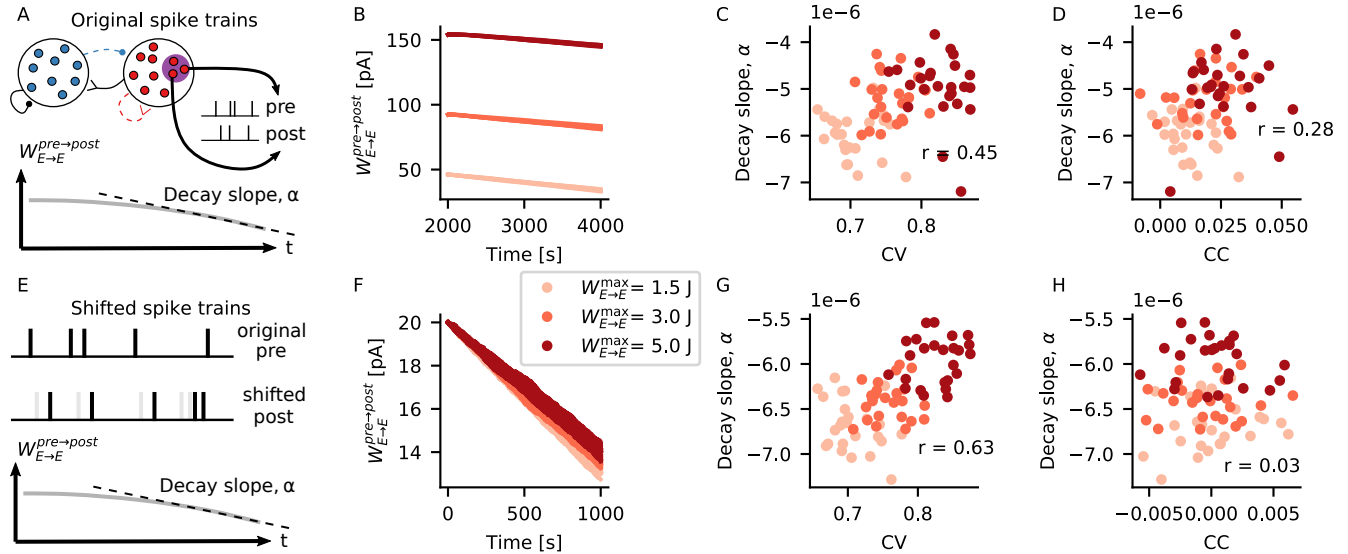 A
Original spike trains
pre
post
W_{E→E}^{pre→post}
Decay slope, α
t
B
W_{E→E}^{pre→post} [pA]
150
100
50
2000
3000
4000
Time [s]
C
1e−6
Decay slope, α
−4
−5
−6
−7
r = 0.45
0.7
0.8
CV
D
1e−6
Decay slope, α
−4
−5
−6
−7
r = 0.28
0.000
0.025
0.050
CC
E
Shifted spike trains
original
pre
shifted
post
W_{E→E}^{pre→post}
Decay slope, α
t
F
W_{E→E}^{pre→post} [pA]
20
18
16
14
0
500
1000
Time [s]
W_{E→E}^{max} = 1.5 J
W_{E→E}^{max} = 3.0 J
W_{E→E}^{max} = 5.0 J
G
1e−6
Decay slope, α
−5.5
−6.0
−6.5
−7.0
r = 0.63
0.7
0.8
CV
H
1e−6
Decay slope, α
−5.5
−6.0
−6.5
−7.0
r = 0.03
−0.005
0.000
0.005
CC